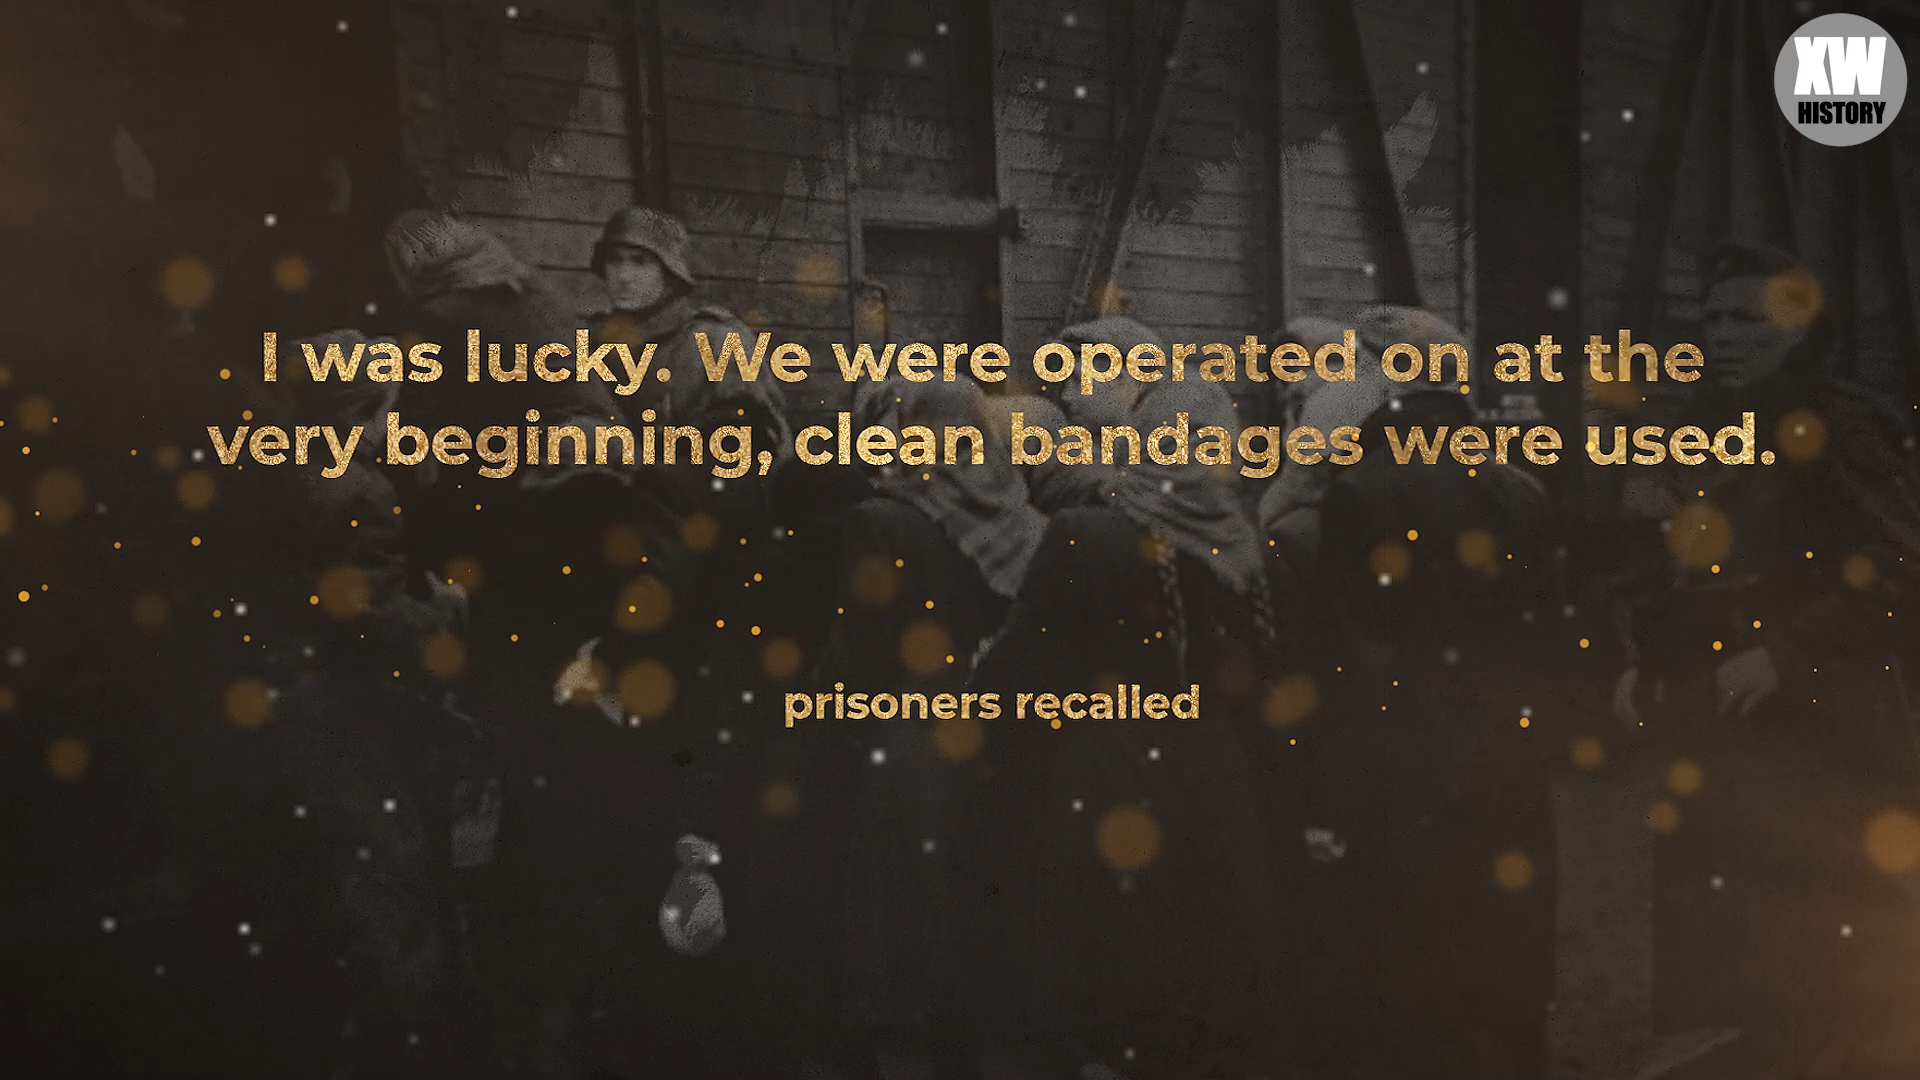 XW
HISTORY
I was lucky. We were operated on at the
very beginning, clean bandages were used.
prisoners recalled